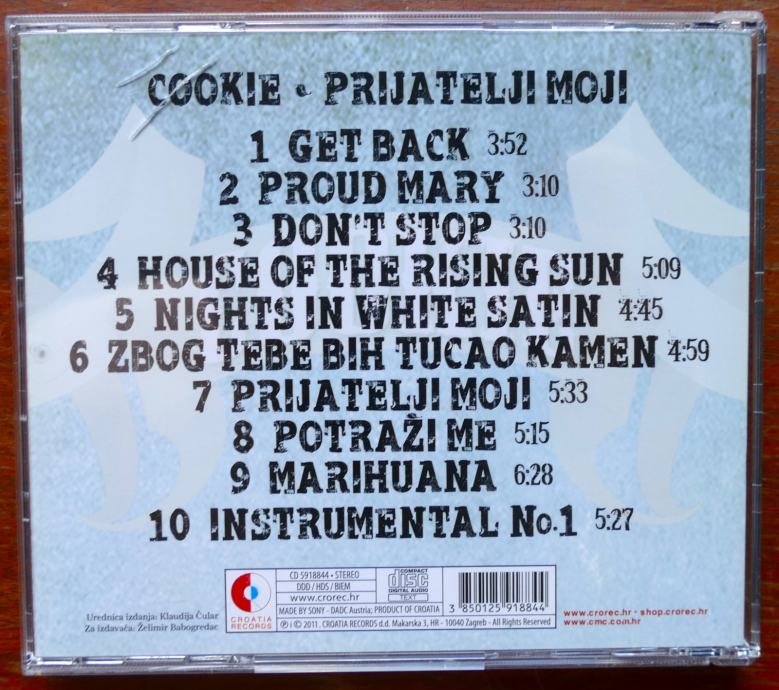 COOKIE • PRIJATELJI MOJI
1 GET BACK 3:52
2 PROUD MARY 3:10
3 DON'T STOP 3:10
4 HOUSE OF THE RISING SUN 5:09
5 NIGHTS IN WHITE SATIN 4:45
6 ZBOG TEBE BIH TUCAO KAMEN 4:59
7 PRIJATELJI MOJI 5:33
8 POTRAŽI ME 5:15
9 MARIHUANA 6:28
10 INSTRUMENTAL No.1 5:27
Urednica izdanja: Klaudija Čular
Za izdavača: Želimir Babogredac
CROATIA
RECORDS
CD 5918844 • STEREO
DDD / HDS / BIEM
www.crorec.hr
COMPACT
disc
DIGITAL AUDIO
TEXT
MADE BY SONY - DADC Austria; PRODUCT OF CROATIA
℗ i © 2011. CROATIA RECORDS d.d. Makarska 3, HR - 10040 Zagreb - All Rights Reserved
3 850125 918844
www.crorec.hr • shop.crorec.hr
www.cmc.com.hr